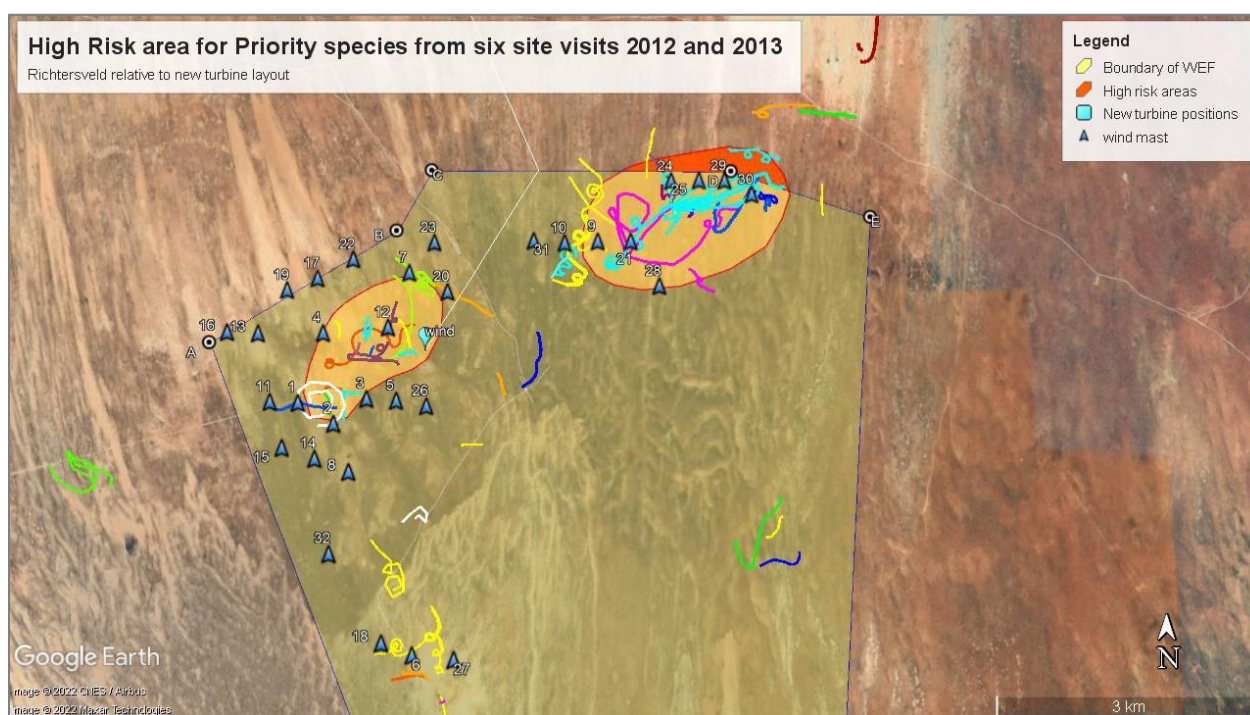 High Risk area for Priority species from six site visits 2012 and 2013
Richtersveld relative to new turbine layout
Legend
Boundary of WEF
High risk areas
New turbine positions
wind mast
C
24
29
25
D
30
E
B
23
31
10
9
21
22
7
28
17
19
20
16
13
4
12
wind
A
11
1
3
5
26
2
15
14
8
32
18
6
27
Google Earth
Image © 2022 CNES / Airbus
Image © 2022 Maxar Technologies
N
3 km